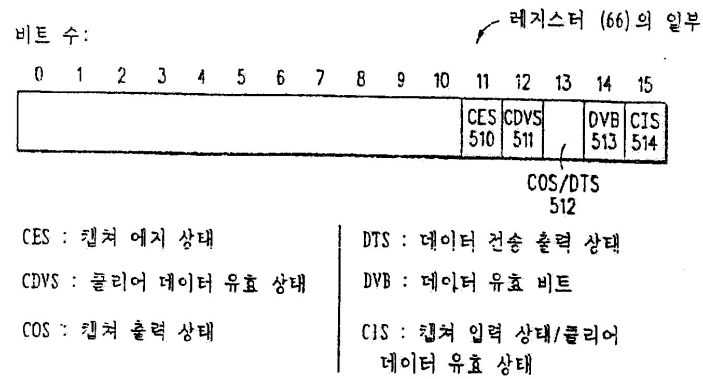 레지스터 (66)의 일부
비트 수:
0 1 2 3 4 5 6 7 8 9 10 11 12 13 14 15
CES CDVS DVB CIS
510 511 513 514
COS/DTS
512
CES : 캡쳐 에지 상태
CDVS : 클리어 데이터 유효 상태
COS : 캡쳐 출력 상태
DTS : 데이터 전송 출력 상태
DVB : 데이터 유효 비트
CIS : 캡쳐 입력 상태/클리어
데이터 유효 상태